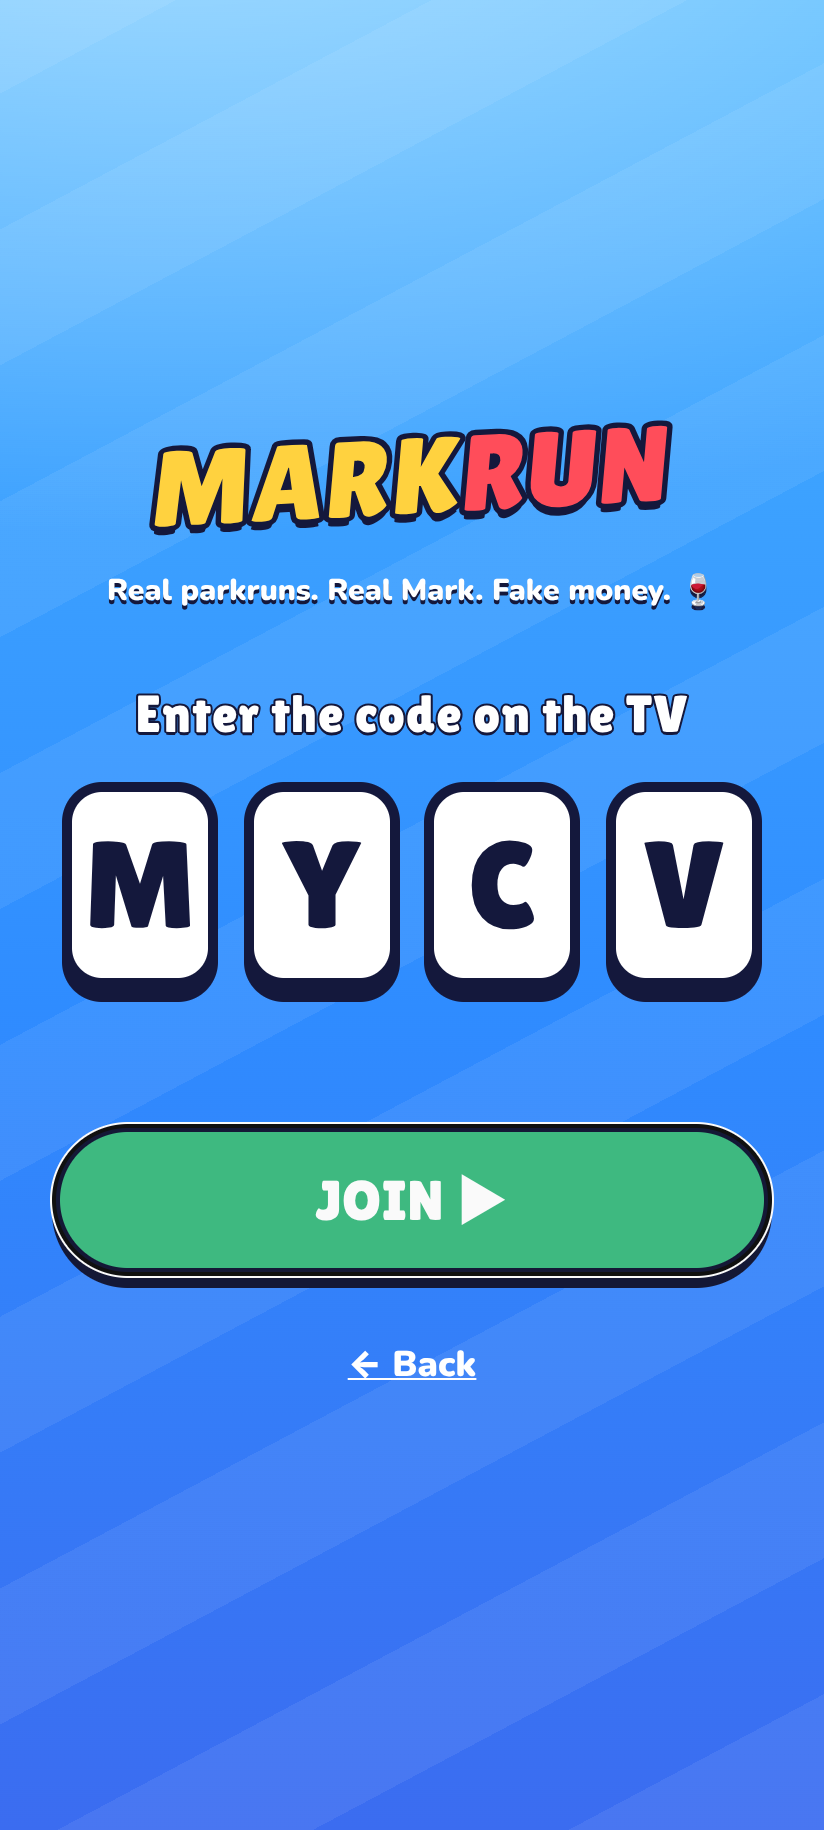 MARKRUN
Real parkruns. Real Mark. Fake money. 🍷
Enter the code on the TV
M Y C V
JOIN ▶
← Back